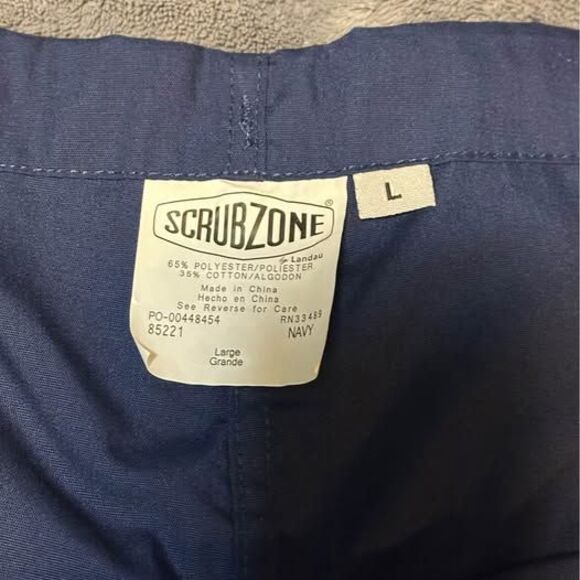 SCRUBZONE®
by Landau
65% POLYESTER/POLIESTER
35% COTTON/ALGODON
Made in China
Hecho en China
See Reverse for Care
PO-00448454 RN33489
85221 NAVY
Large
Grande
L